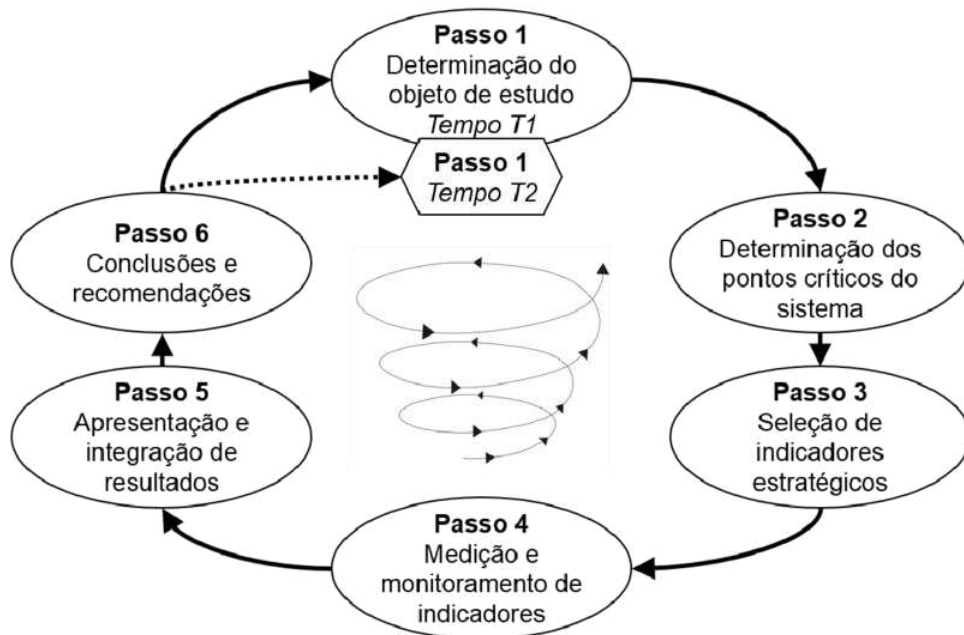 Passo 1
Determinação do
objeto de estudo
Tempo T1
Passo 1
Tempo T2
Passo 2
Determinação dos
pontos críticos do
sistema
Passo 3
Seleção de
indicadores
estratégicos
Passo 4
Medição e
monitoramento de
indicadores
Passo 5
Apresentação e
integração de
resultados
Passo 6
Conclusões e
recomendações